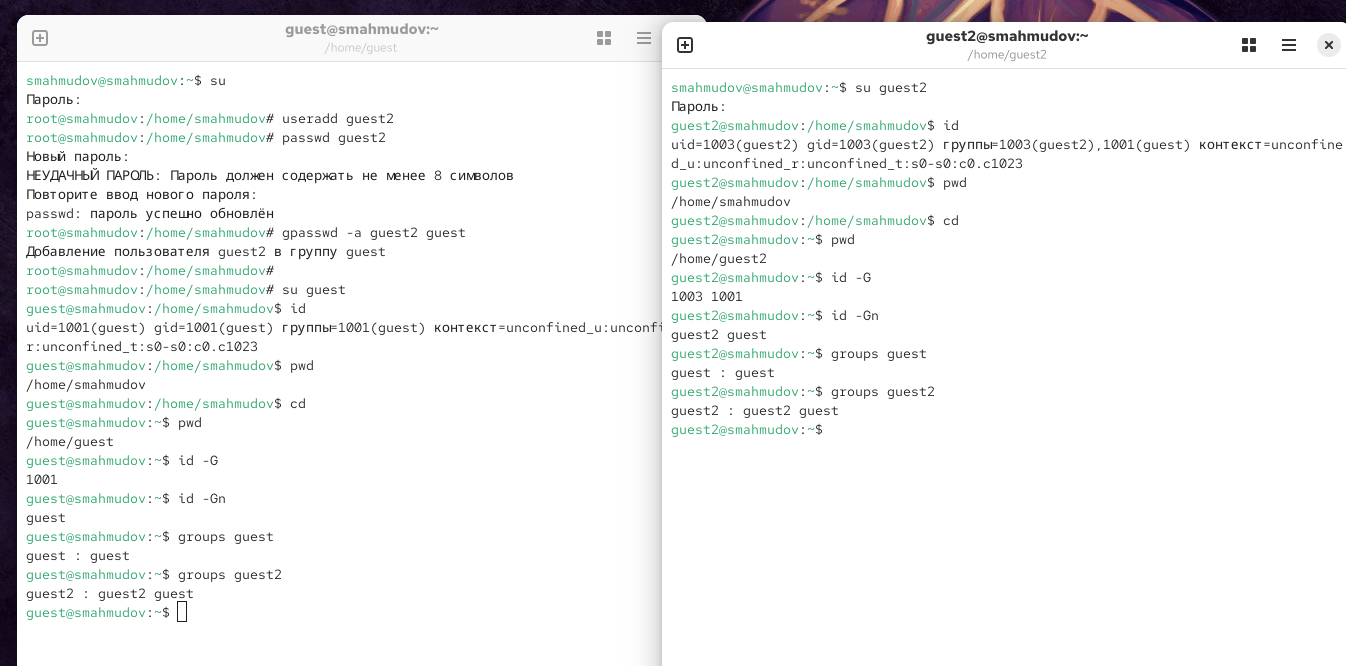 guest@smahmudov:~
/home/guest
smahmudov@smahmudov:~$ su
Пароль:
root@smahmudov:/home/smahmudov# useradd guest2
root@smahmudov:/home/smahmudov# passwd guest2
Новый пароль:
НЕУДАЧНЫЙ ПАРОЛЬ: Пароль должен содержать не менее 8 символов
Повторите ввод нового пароля:
passwd: пароль успешно обновлён
root@smahmudov:/home/smahmudov# gpasswd -a guest2 guest
Добавление пользователя guest2 в группу guest
root@smahmudov:/home/smahmudov#
root@smahmudov:/home/smahmudov# su guest
guest@smahmudov:/home/smahmudov$ id
uid=1001(guest) gid=1001(guest) группы=1001(guest) контекст=unconfined_u:unconfi
r:unconfined_t:s0-s0:c0.c1023
guest@smahmudov:/home/smahmudov$ pwd
/home/smahmudov
guest@smahmudov:/home/smahmudov$ cd
guest@smahmudov:~$ pwd
/home/guest
guest@smahmudov:~$ id -G
1001
guest@smahmudov:~$ id -Gn
guest
guest@smahmudov:~$ groups guest
guest : guest
guest@smahmudov:~$ groups guest2
guest2 : guest2 guest
guest@smahmudov:~$
guest2@smahmudov:~
/home/guest2
smahmudov@smahmudov:~$ su guest2
Пароль:
guest2@smahmudov:/home/smahmudov$ id
uid=1003(guest2) gid=1003(guest2) группы=1003(guest2),1001(guest) контекст=unconfine
d_u:unconfined_r:unconfined_t:s0-s0:c0.c1023
guest2@smahmudov:/home/smahmudov$ pwd
/home/smahmudov
guest2@smahmudov:/home/smahmudov$ cd
guest2@smahmudov:~$ pwd
/home/guest2
guest2@smahmudov:~$ id -G
1003 1001
guest2@smahmudov:~$ id -Gn
guest2 guest
guest2@smahmudov:~$ groups guest
guest : guest
guest2@smahmudov:~$ groups guest2
guest2 : guest2 guest
guest2@smahmudov:~$